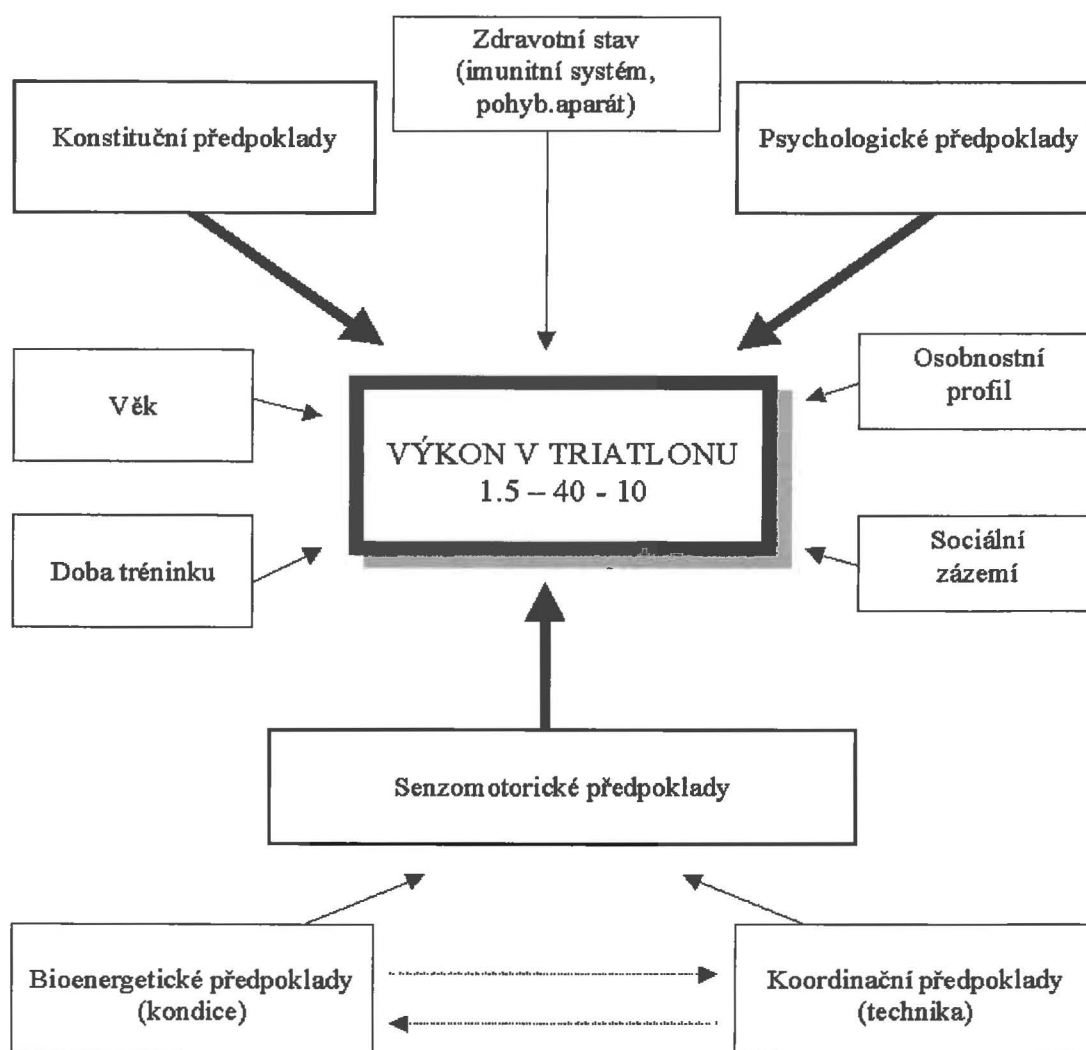 Zdravotní stav
(imunitní systém,
pohyb.aparát)
Konstituční předpoklady
Psychologické předpoklady
Věk
Osobnostní
profil
VÝKON V TRIATLONU
1.5 – 40 - 10
Doba tréninku
Sociální
zázemí
Senzomotorické předpoklady
Bioenergetické předpoklady
(kondice)
Koordinační předpoklady
(technika)